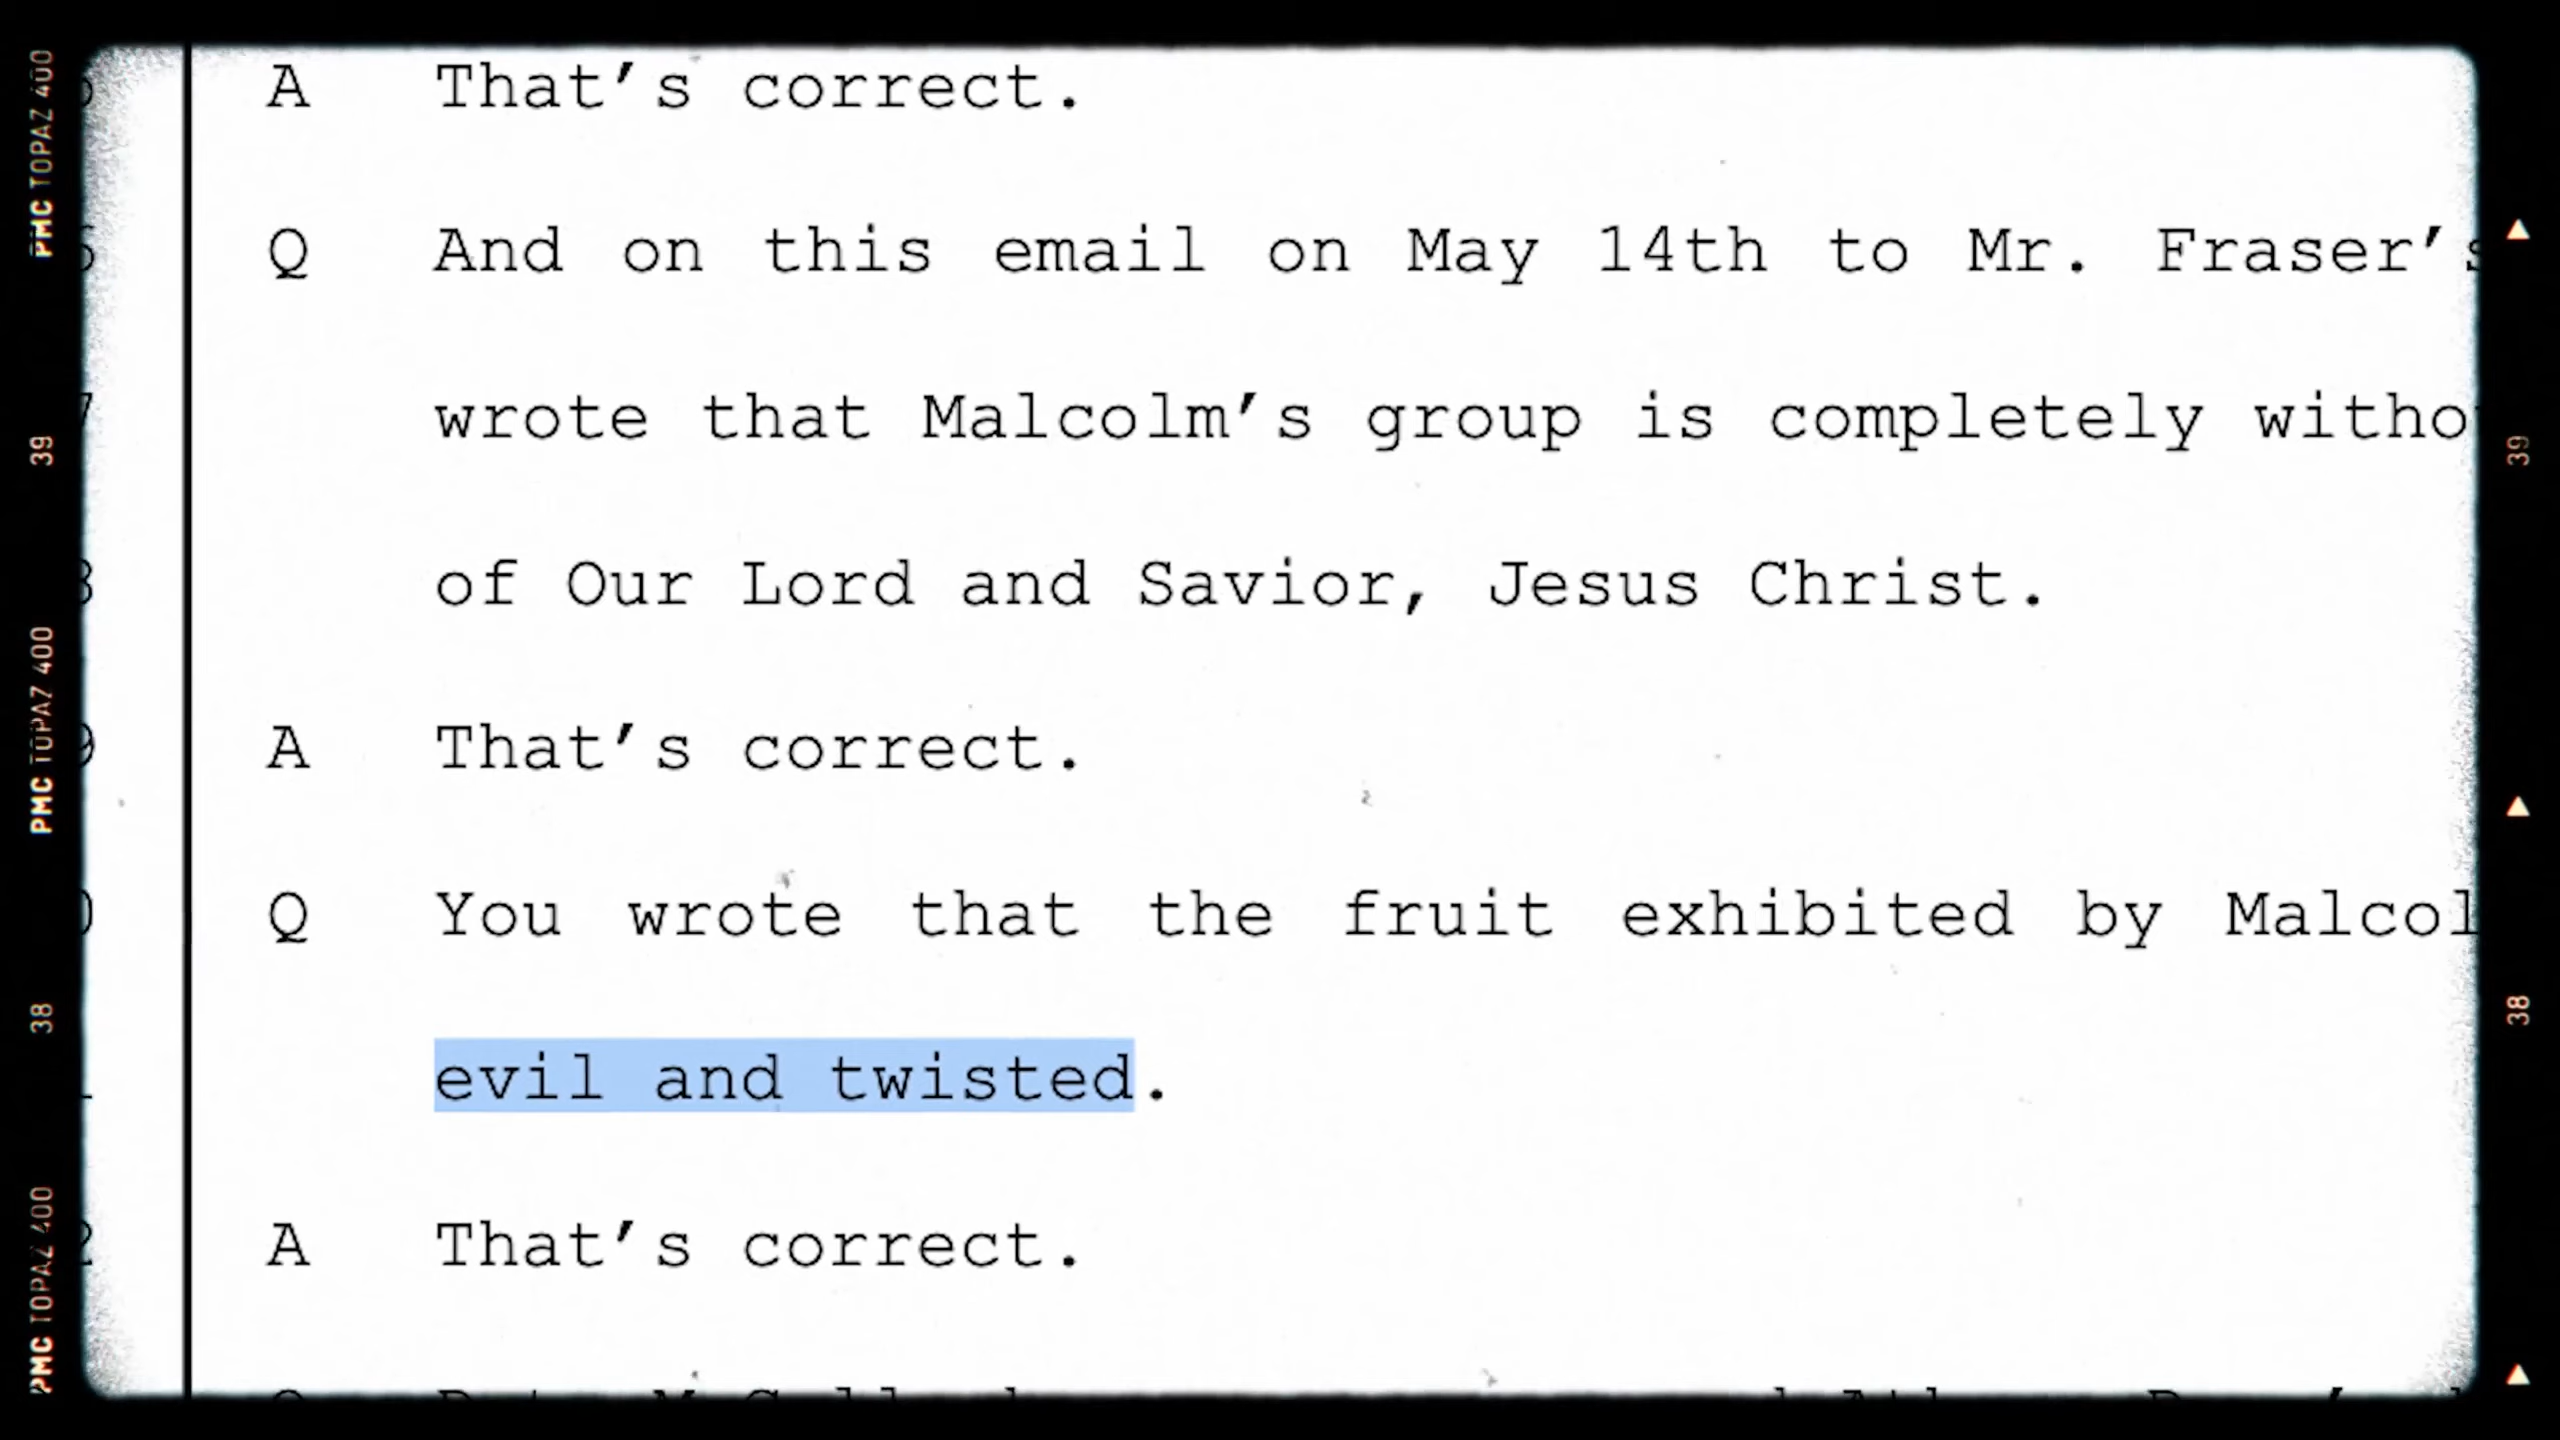 A That's correct.
Q And on this email on May 14th to Mr. Fraser's
wrote that Malcolm's group is completely
of Our Lord and Savior, Jesus Christ.
A That's correct.
Q You wrote that the fruit exhibited by
evil and twisted.
A That's correct.
PMC TOPAZ 400
39
PMC TOPAZ 400
38
PMC TOPAZ 400
39
38